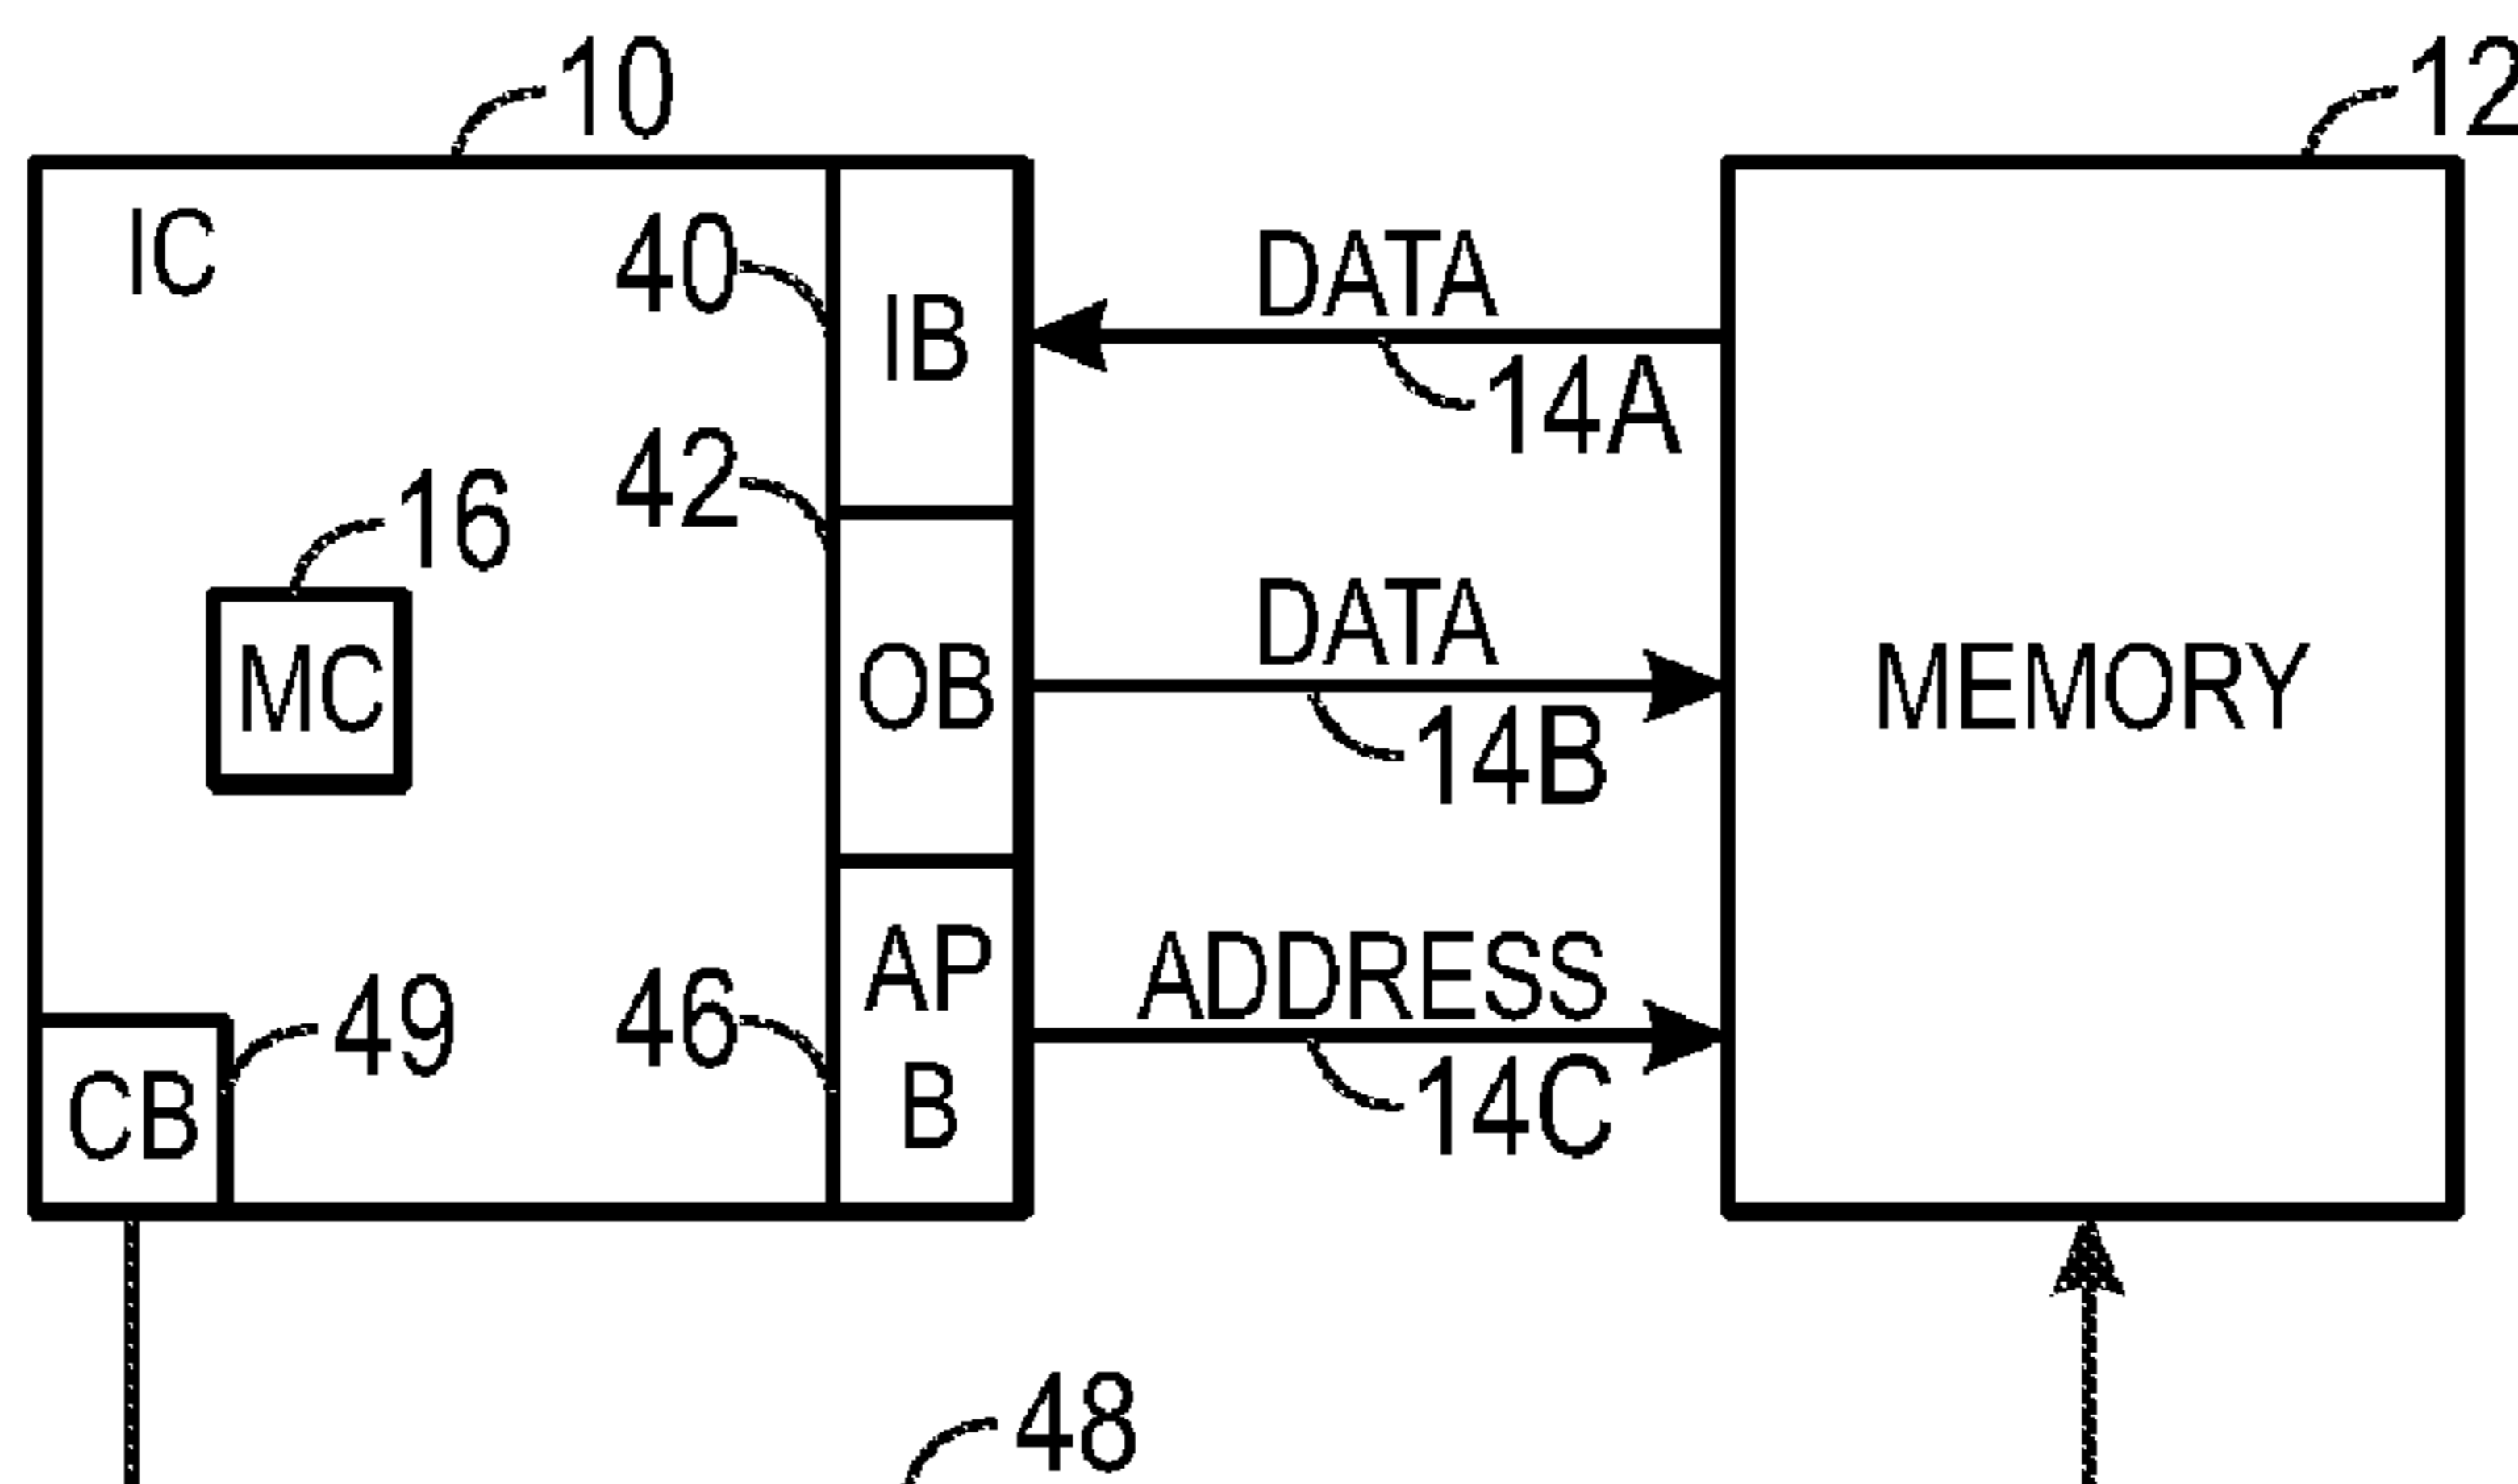 10
12
IC
40
IB
DATA
14A
42
16
MC
OB
DATA
14B
MEMORY
AP
B
46
ADDRESS
14C
49
CB
48